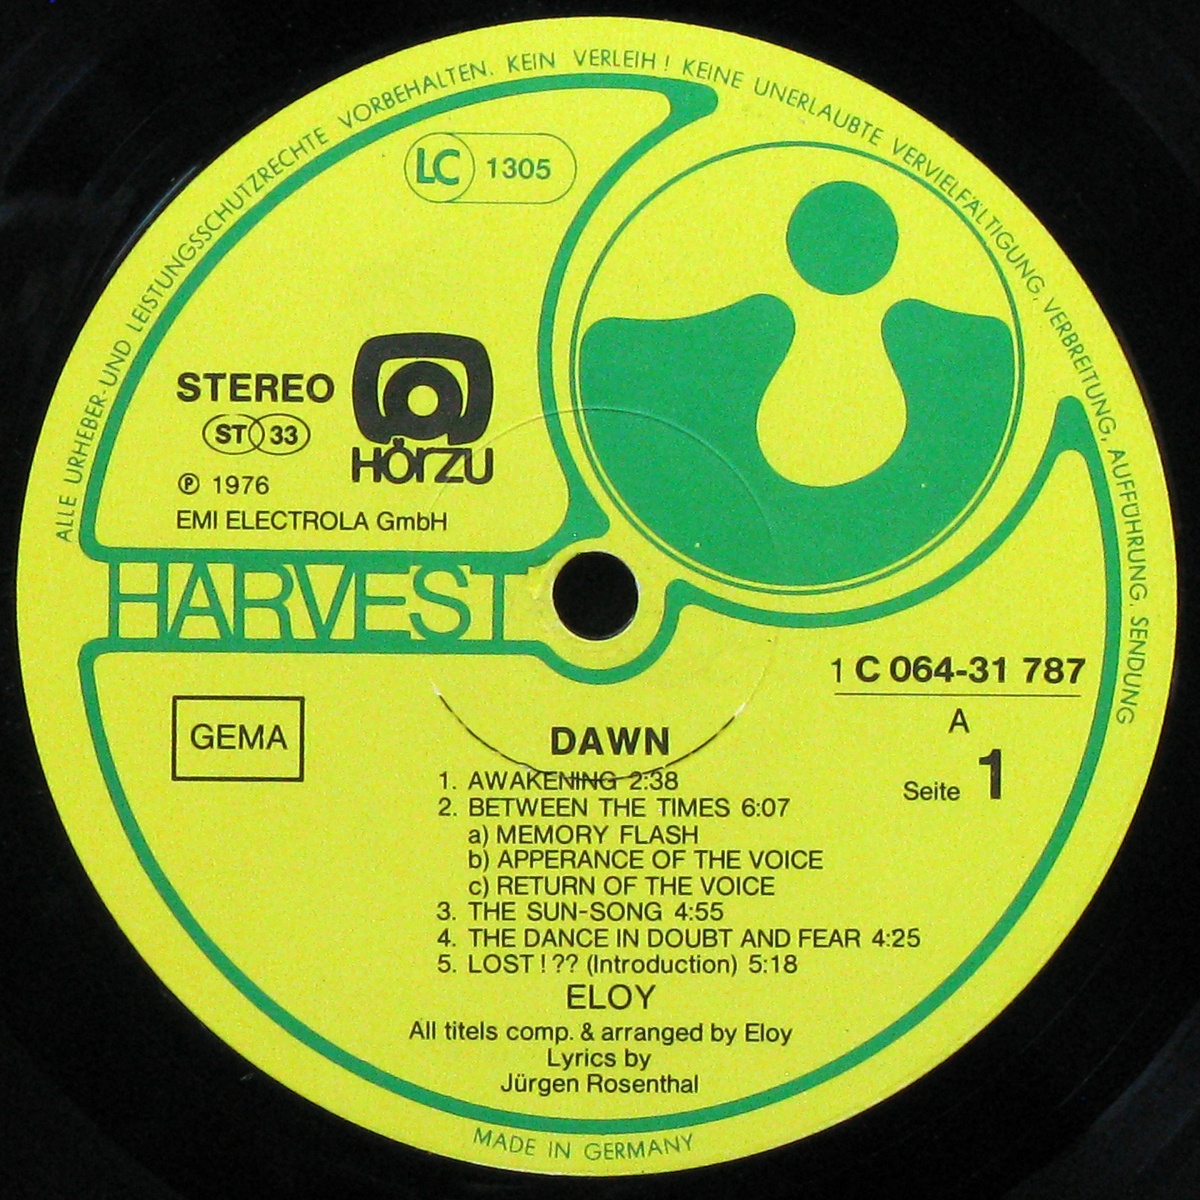 ALLE URHEBER- UND LEISTUNGSSCHUTZRECHTE VORBEHALTEN. KEIN VERLEIH! KEINE UNERLAUBTE VERVIELFÄLTIGUNG, VERBREITUNG, AUFFÜHRUNG, SENDUNG
LC 1305
STEREO
ST 33
HÖRZU
℗ 1976
EMI ELECTROLA GmbH
HARVEST
1 C 064-31 787
A
Seite 1
GEMA
DAWN
1. AWAKENING 2:38
2. BETWEEN THE TIMES 6:07
a) MEMORY FLASH
b) APPERANCE OF THE VOICE
c) RETURN OF THE VOICE
3. THE SUN-SONG 4:55
4. THE DANCE IN DOUBT AND FEAR 4:25
5. LOST!?? (Introduction) 5:18
ELOY
All titels comp. & arranged by Eloy
Lyrics by
Jürgen Rosenthal
MADE IN GERMANY